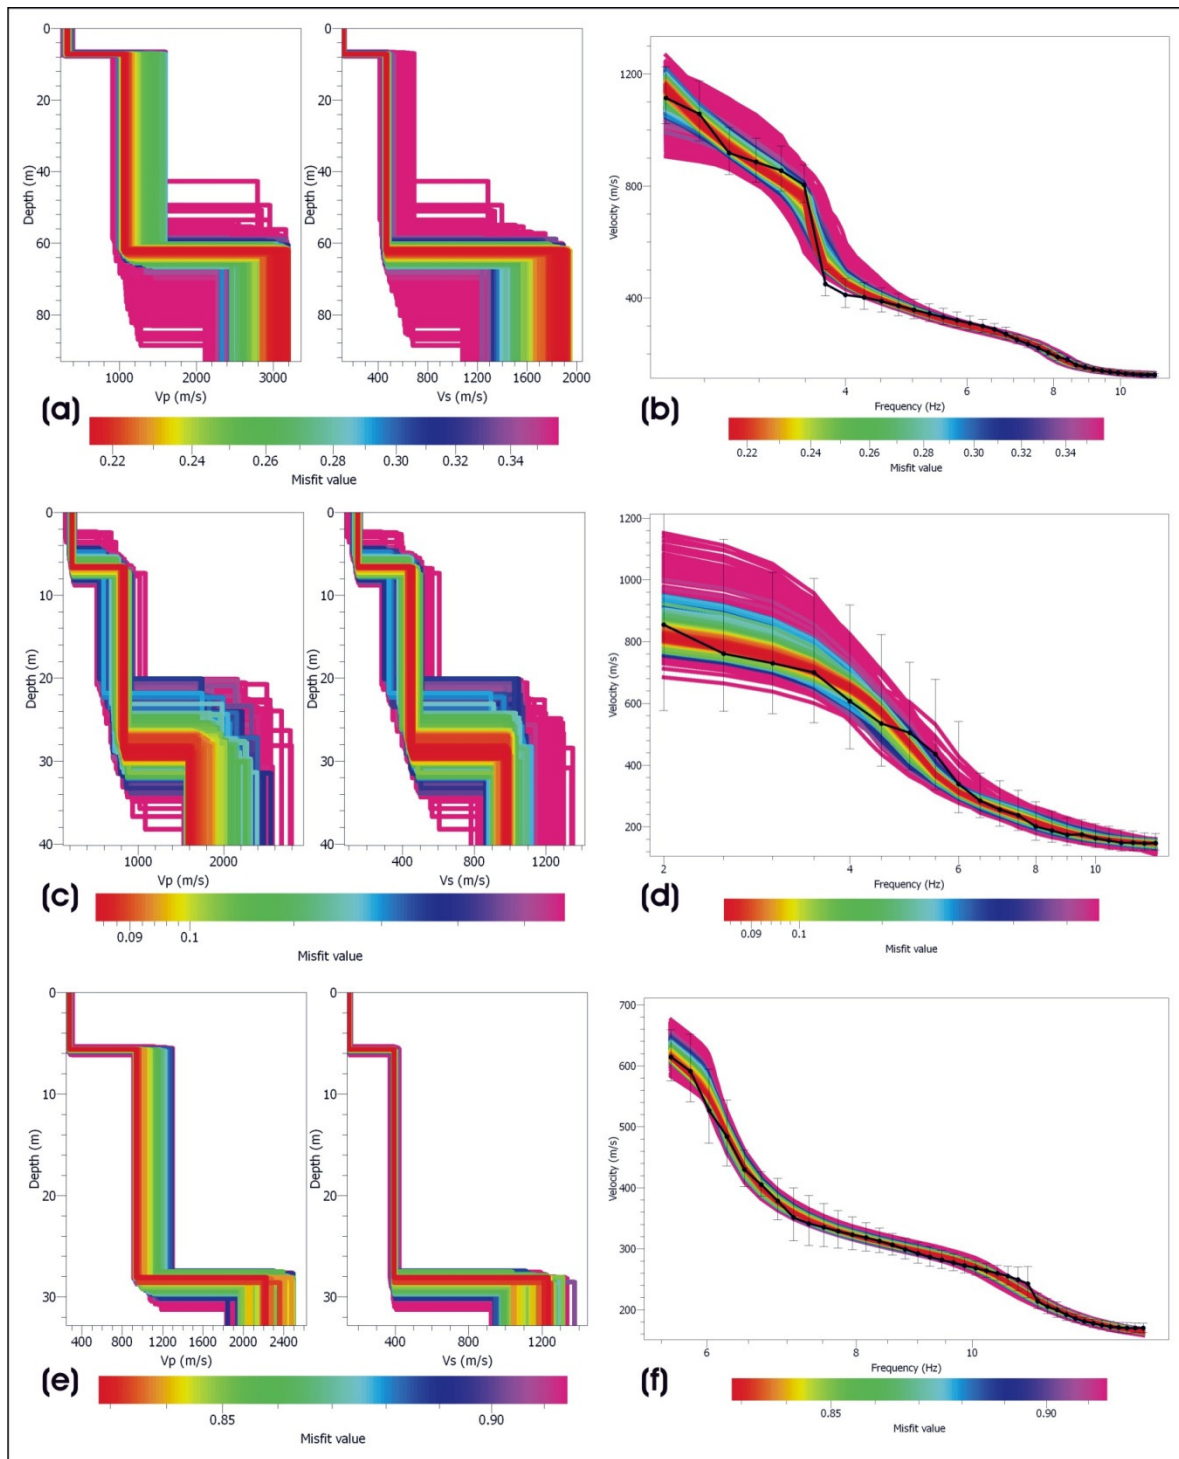 0
20
40
60
80
Depth (m)
1000 2000 3000
Vp (m/s)
0
20
40
60
80
Depth (m)
400 800 1200 1600 2000
Vs (m/s)
(a)
0.22 0.24 0.26 0.28 0.30 0.32 0.34
Misfit value
1200
800
400
Velocity (m/s)
4 6 8 10
Frequency (Hz)
(b)
0.22 0.24 0.26 0.28 0.30 0.32 0.34
Misfit value
0
10
20
30
40
Depth (m)
1000 2000
Vp (m/s)
0
10
20
30
40
Depth (m)
400 800 1200
Vs (m/s)
(c)
0.09 0.1
Misfit value
1200
1000
800
600
400
200
Velocity (m/s)
2 4 6 8 10
Frequency (Hz)
(d)
0.09 0.1
Misfit value
0
10
20
30
Depth (m)
400 800 1200 1600 2000 2400
Vp (m/s)
0
10
20
30
Depth (m)
400 800 1200
Vs (m/s)
(e)
0.85 0.90
Misfit value
700
600
500
400
300
200
Velocity (m/s)
6 8 10
Frequency (Hz)
(f)
0.85 0.90
Misfit value